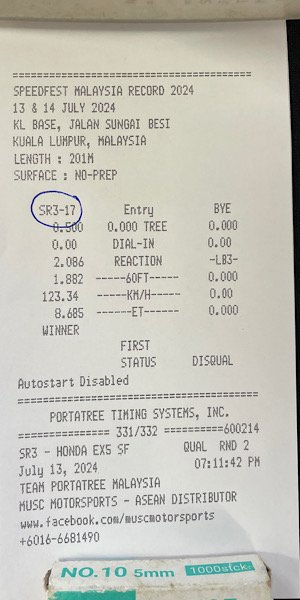 =========================================
SPEEDFEST MALAYSIA RECORD 2024
13 & 14 JULY 2024
KL BASE, JALAN SUNGAI BESI
KUALA LUMPUR, MALAYSIA
LENGTH : 201M
SURFACE : NO-PREP
SR3-17 Entry BYE
0.500 0.000 TREE 0.000
0.00 DIAL-IN 0.00
2.086 REACTION -LB3-
1.882 -----60FT----- 0.000
123.34 -----KM/H----- 0.00
8.685 ------ET------ 0.000
WINNER
FIRST
STATUS DISQUAL
Autostart Disabled
=========================================
PORTATREE TIMING SYSTEMS, INC.
=============== 331/332 ==========600214
SR3 - HONDA EX5 SF QUAL RND 2
July 13, 2024 07:11:42 PM
TEAM PORTATREE MALAYSIA
MUSC MOTORSPORTS - ASEAN DISTRIBUTOR
www.facebook.com/muscmotorsports
+6016-6681490
NO.10 5mm 1000stck.